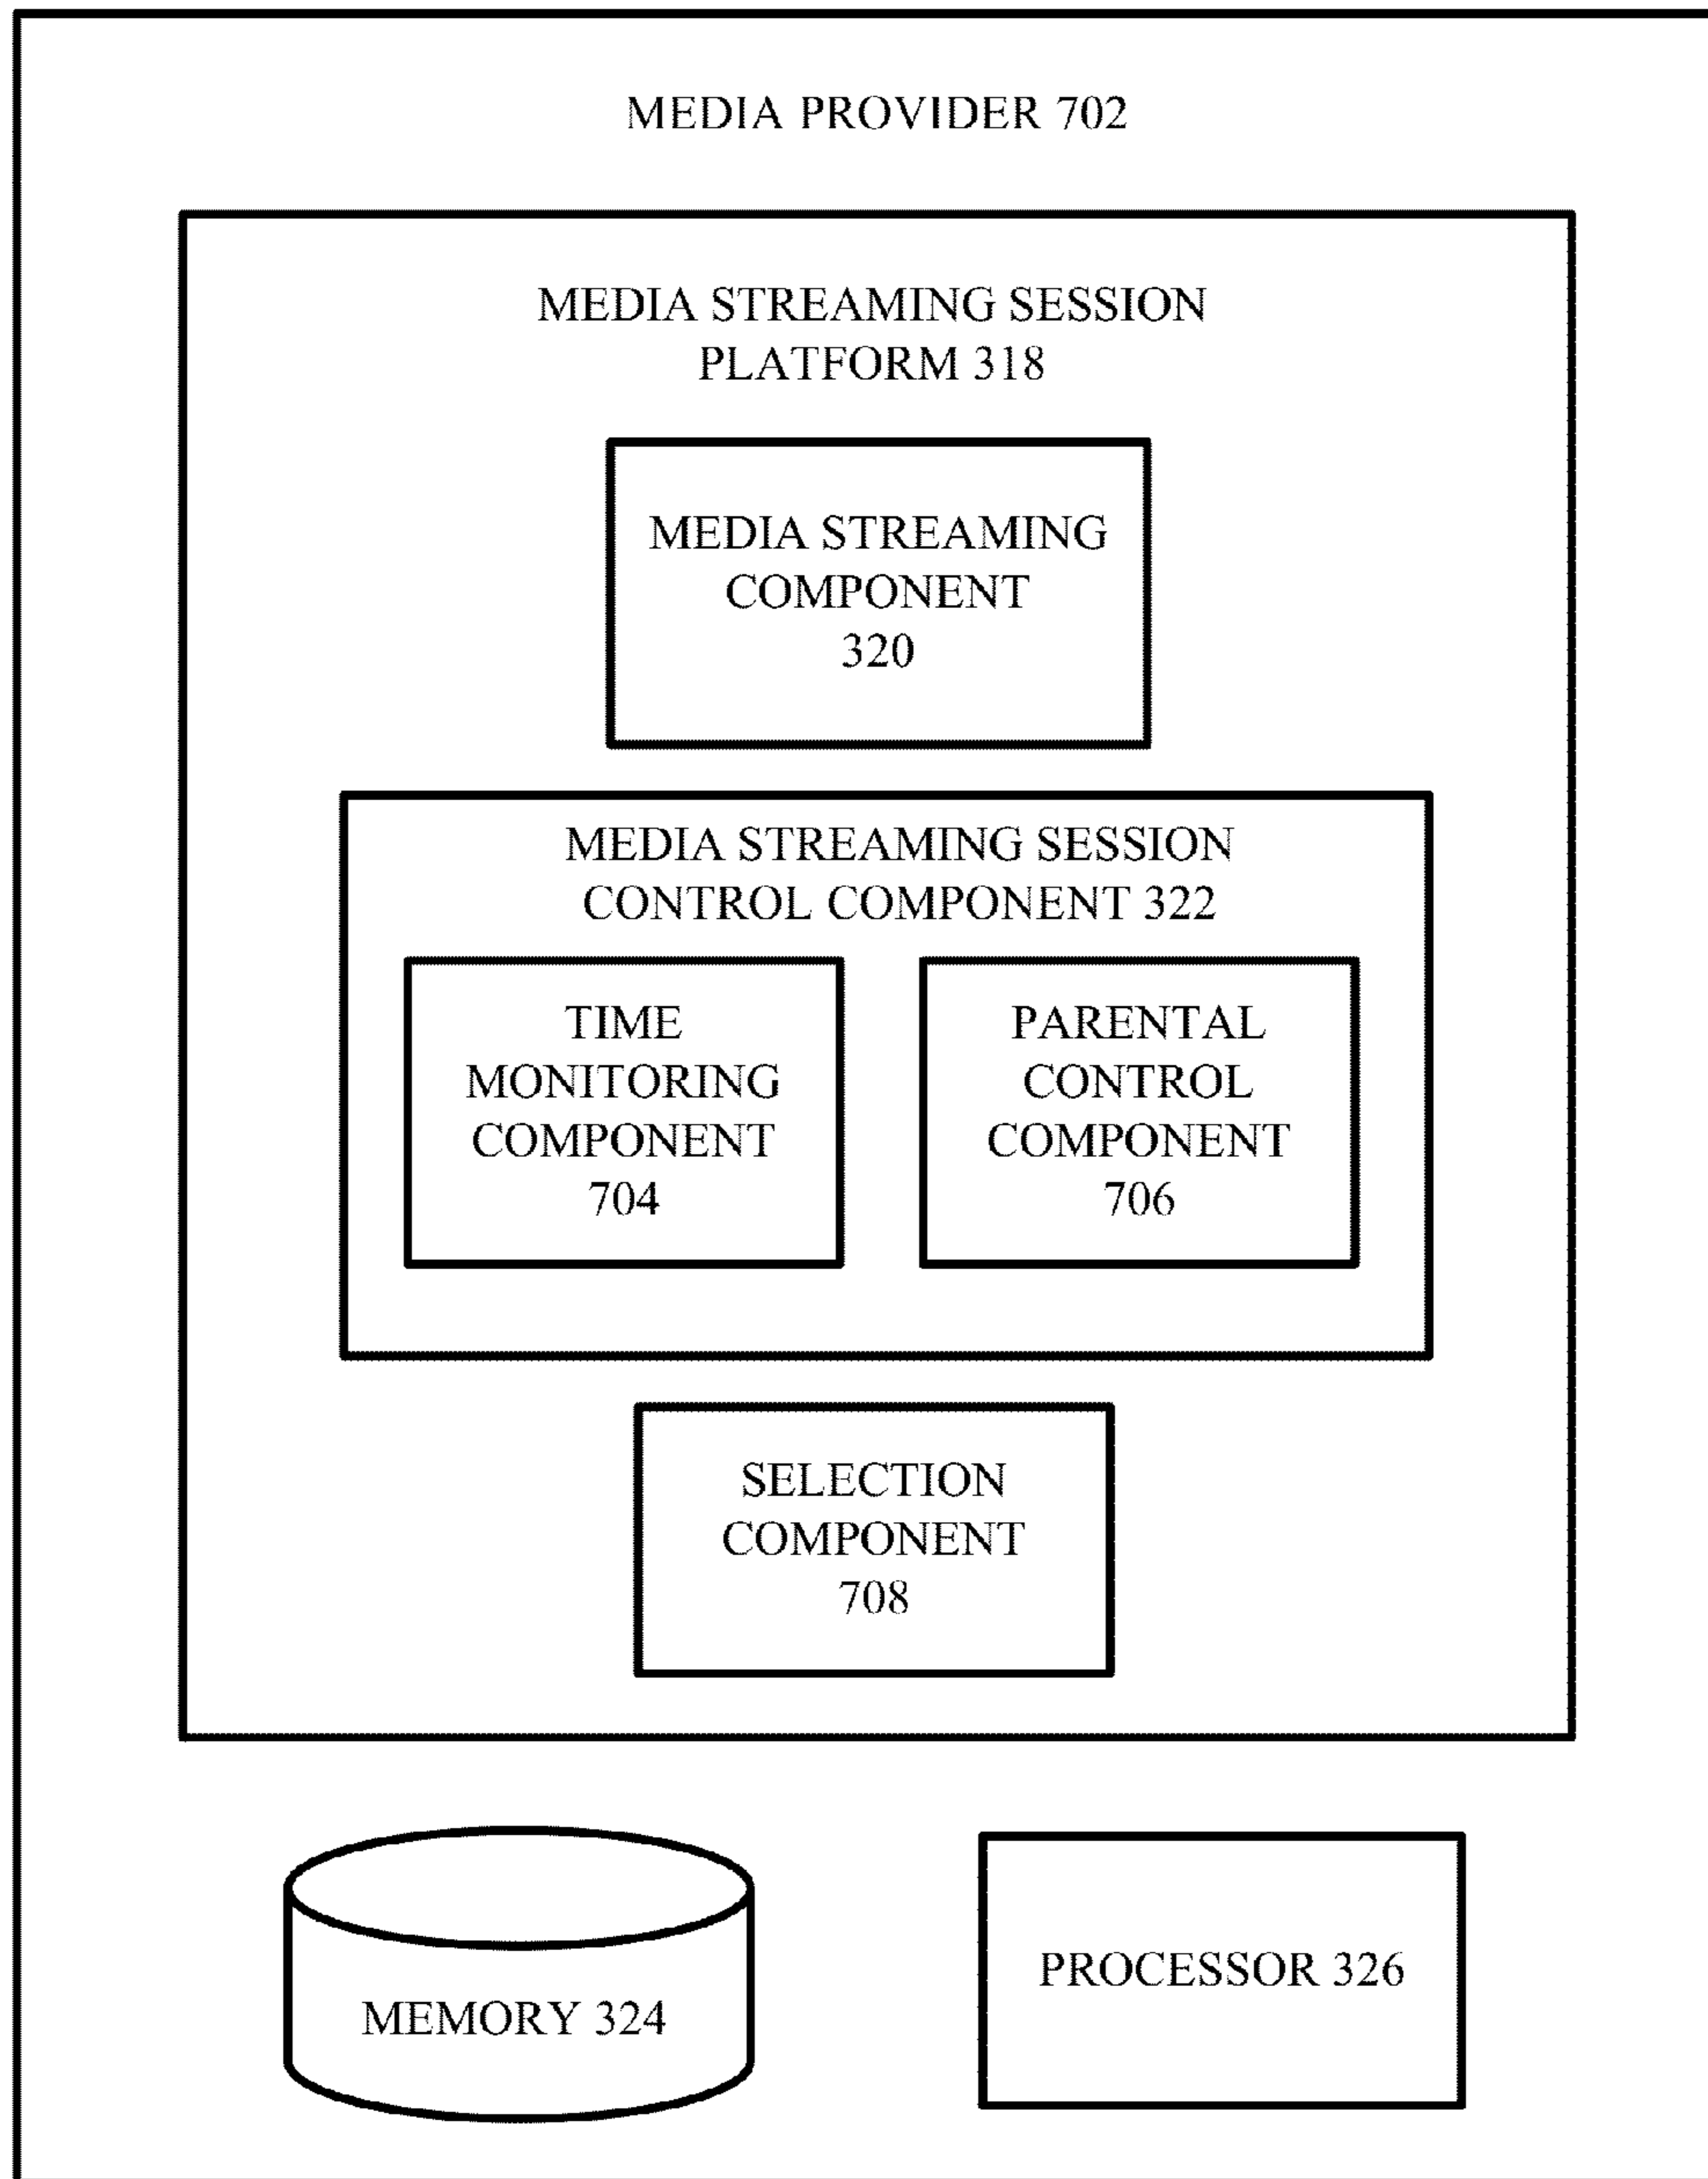 MEDIA PROVIDER 702
MEDIA STREAMING SESSION
PLATFORM 318
MEDIA STREAMING
COMPONENT
320
MEDIA STREAMING SESSION
CONTROL COMPONENT 322
TIME
MONITORING
COMPONENT
704
PARENTAL
CONTROL
COMPONENT
706
SELECTION
COMPONENT
708
MEMORY 324
PROCESSOR 326